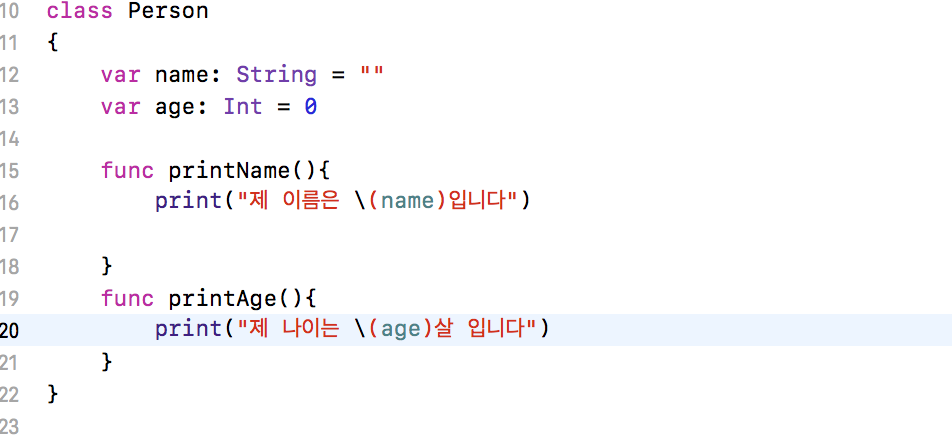 10 class Person
11 {
12     var name: String = ""
13     var age: Int = 0
14
15     func printName(){
16         print("제 이름은 \(name)입니다")
17
18     }
19     func printAge(){
20         print("제 나이는 \(age)살 입니다")
21     }
22 }
23